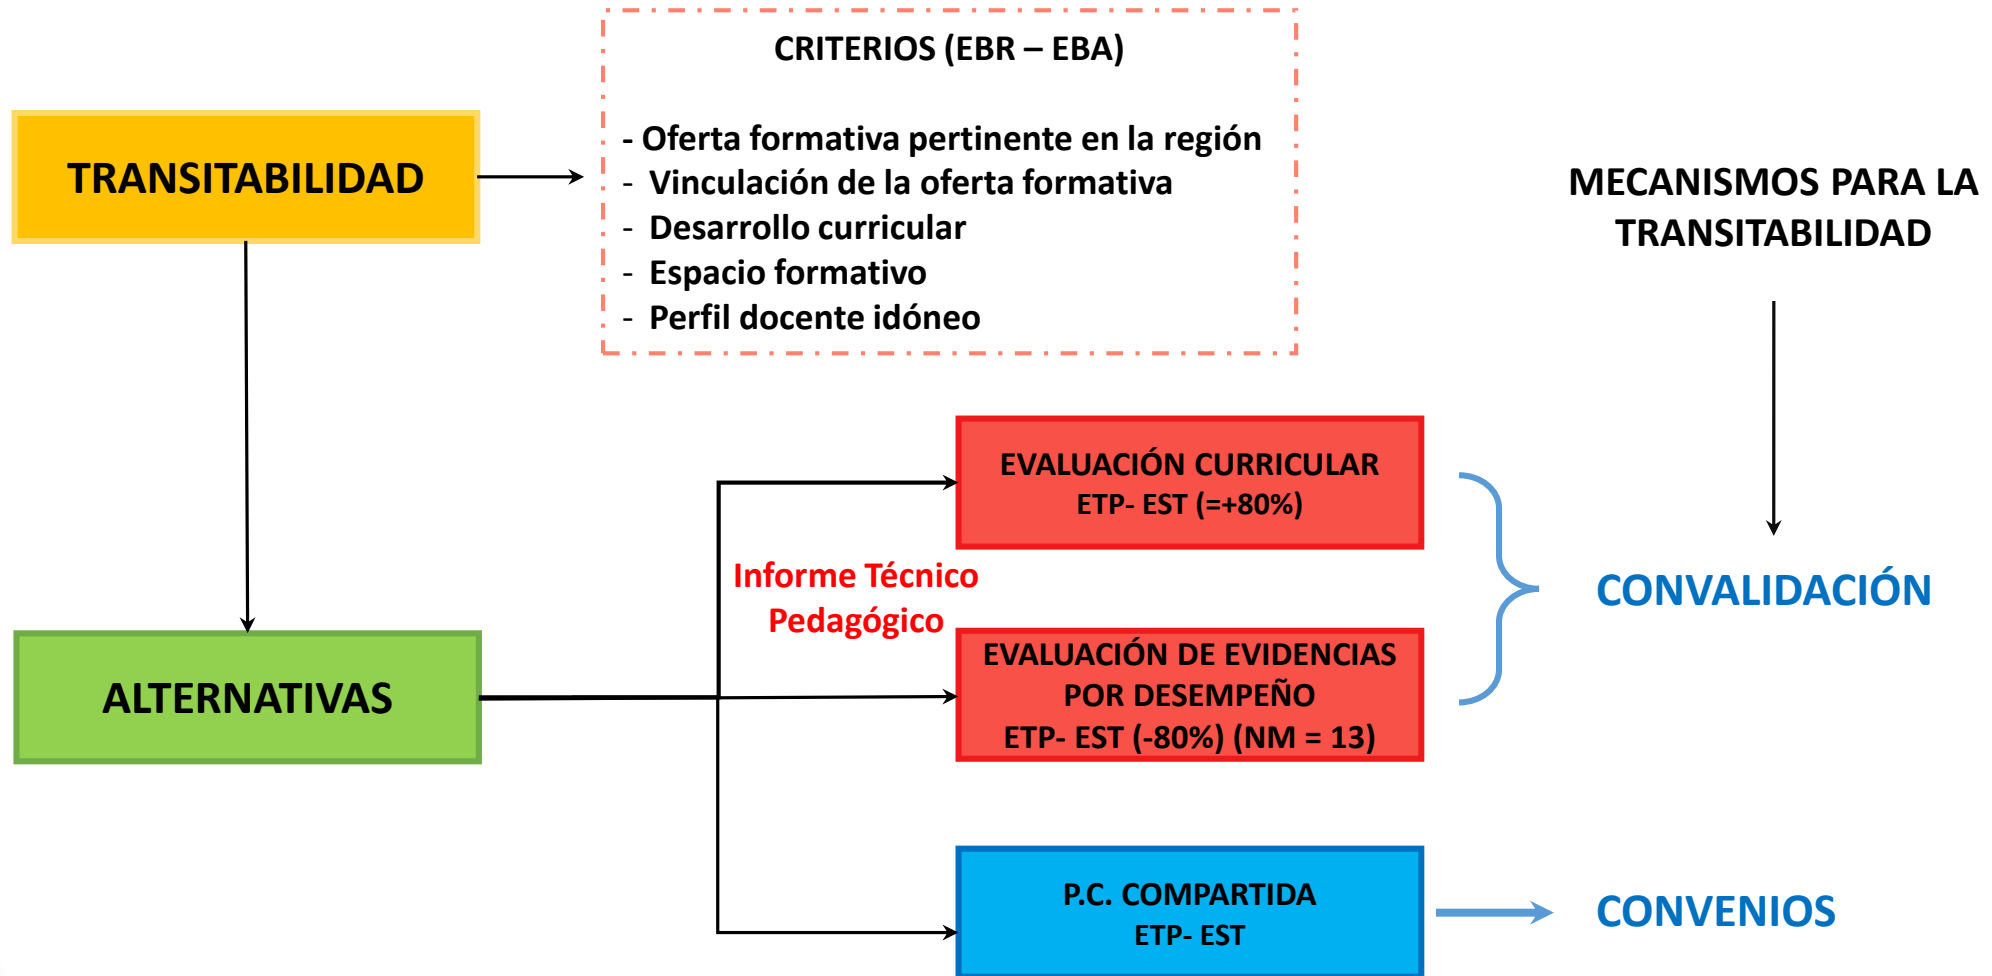 CRITERIOS (EBR – EBA)
- Oferta formativa pertinente en la región
- Vinculación de la oferta formativa
- Desarrollo curricular
- Espacio formativo
- Perfil docente idóneo
TRANSITABILIDAD
MECANISMOS PARA LA
TRANSITABILIDAD
EVALUACIÓN CURRICULAR
ETP- EST (=+80%)
Informe Técnico
Pedagógico
CONVALIDACIÓN
ALTERNATIVAS
EVALUACIÓN DE EVIDENCIAS
POR DESEMPEÑO
ETP- EST (-80%) (NM = 13)
P.C. COMPARTIDA
ETP- EST
CONVENIOS